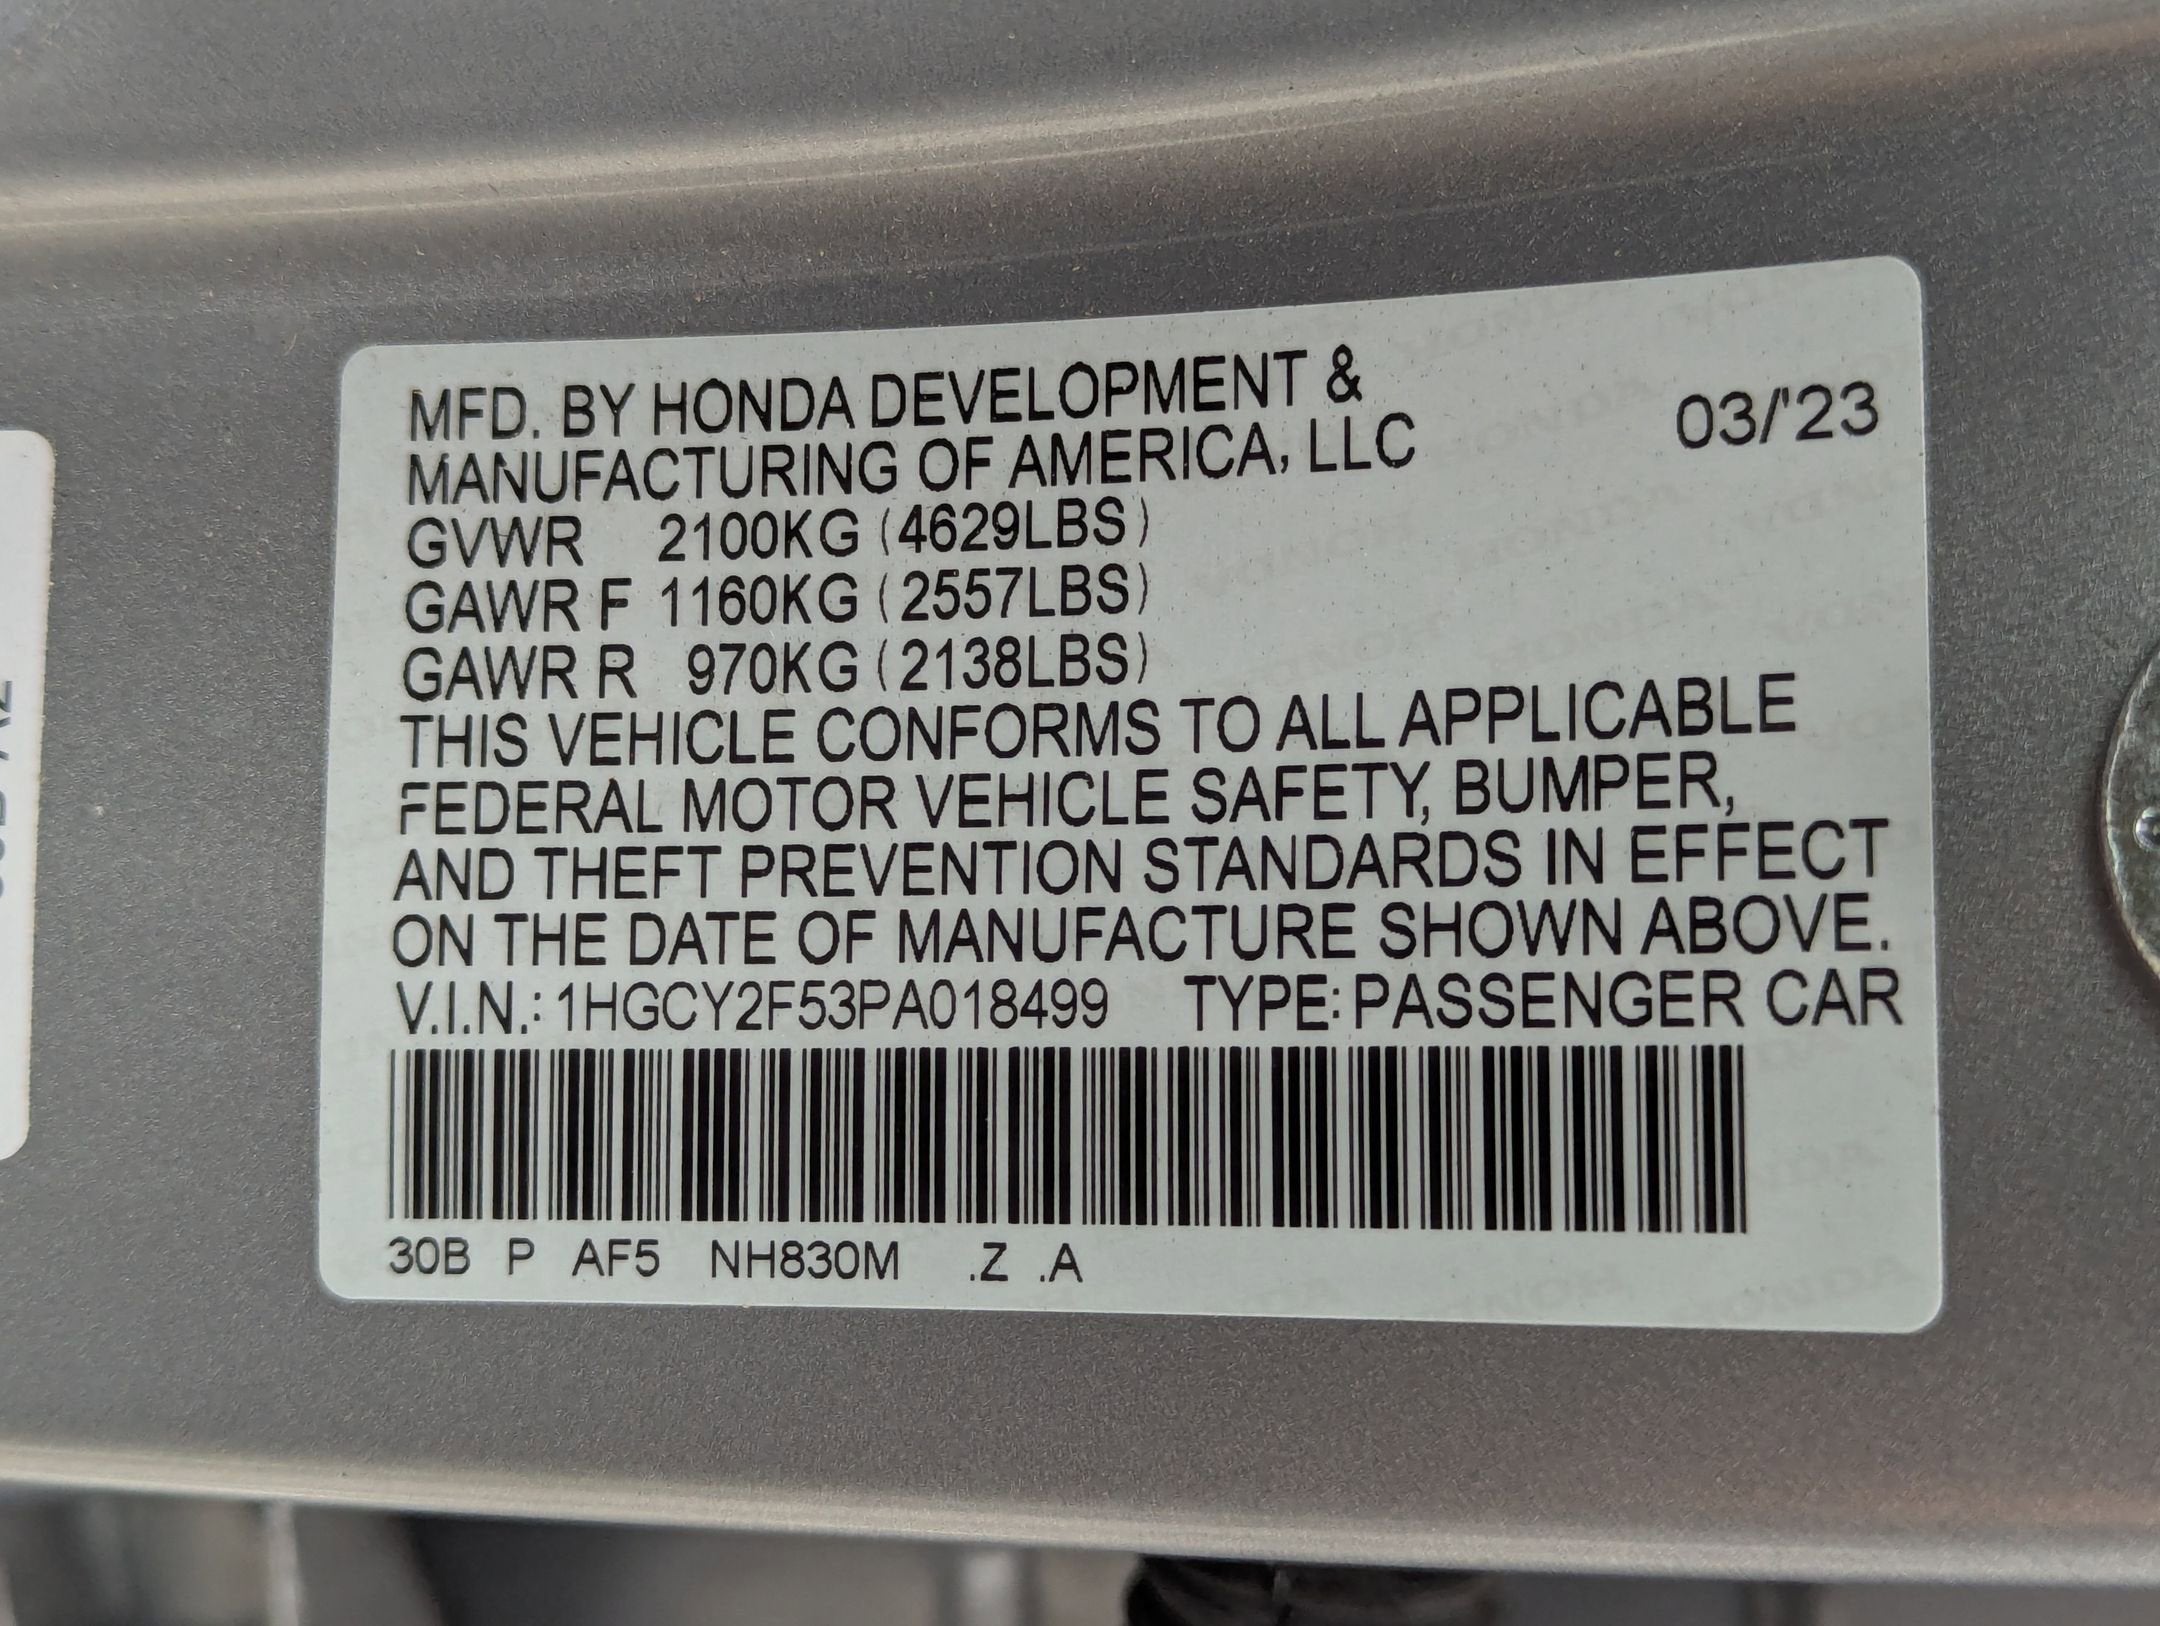 MFD. BY HONDA DEVELOPMENT &
MANUFACTURING OF AMERICA, LLC
03/'23
GVWR 2100KG (4629LBS)
GAWR F 1160KG (2557LBS)
GAWR R 970KG (2138LBS)
THIS VEHICLE CONFORMS TO ALL APPLICABLE
FEDERAL MOTOR VEHICLE SAFETY, BUMPER,
AND THEFT PREVENTION STANDARDS IN EFFECT
ON THE DATE OF MANUFACTURE SHOWN ABOVE.
V.I.N.: 1HGCY2F53PA018499 TYPE: PASSENGER CAR
30B P AF5 NH830M .Z .A